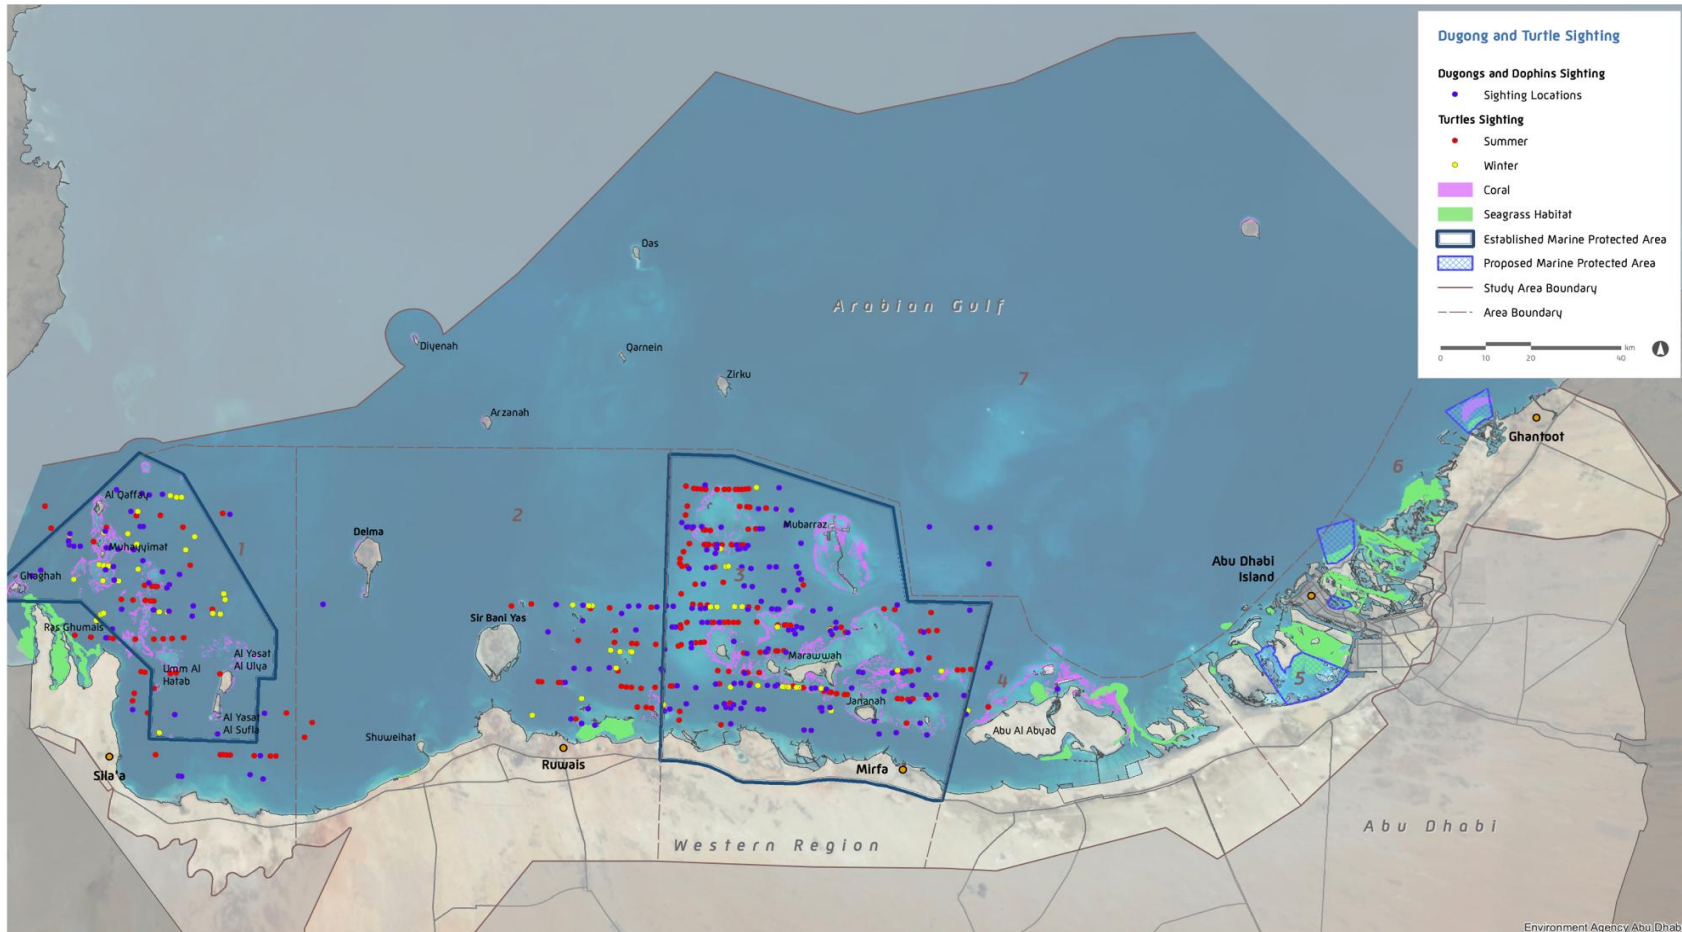 Dugong and Turtle Sighting
Dugongs and Dophins Sighting
Sighting Locations
Turtles Sighting
Summer
Winter
Coral
Seagrass Habitat
Established Marine Protected Area
Proposed Marine Protected Area
Study Area Boundary
Area Boundary
km
0 10 20 40
Das
Arabian Gulf
Diyenah
Qarnein
Zirku
7
Arzanah
Ghantoot
6
Al Qaffay
2
Mubarraz
Delma
Muhayyimat
1
Abu Dhabi
Island
Ghaghah
3
Sir Bani Yas
Ras Ghumais
Al Yasat
Al Ulya
Marawwah
Umm Al
Hatab
4
5
Jananah
Al Yasat
Al Sufla
Abu Al Abyad
Shuweihat
Ruwais
Mirfa
Sila'a
Abu Dhabi
Western Region
Environment Agency Abu Dhab